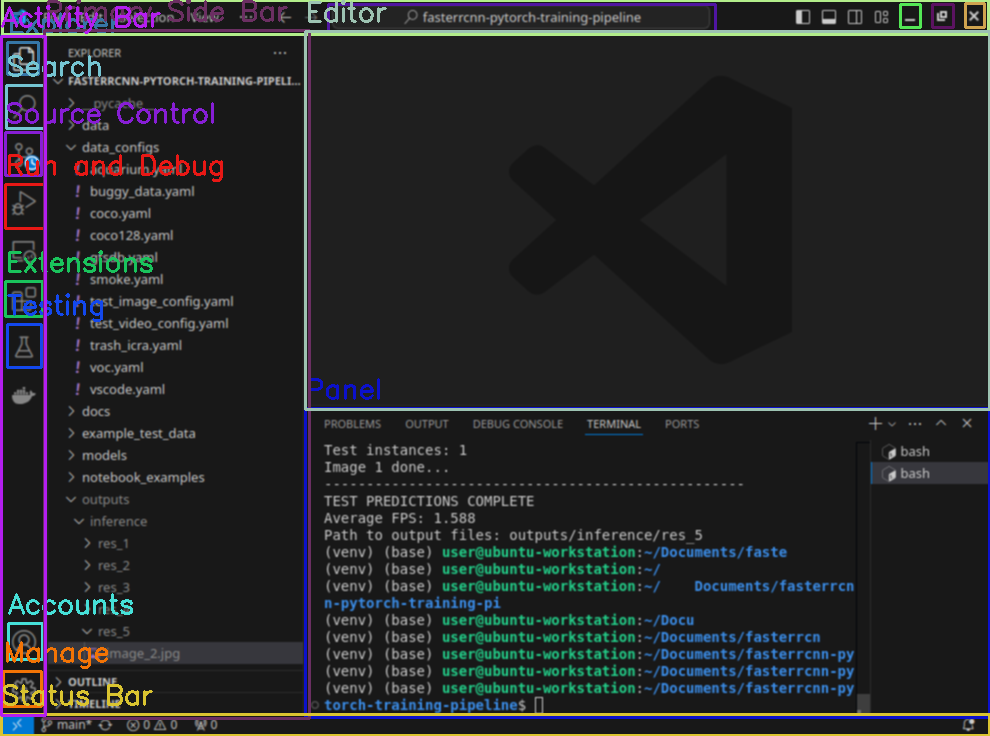 Activity Bar
Primary Side Bar
Editor
fasterrcnn-pytorch-training-pipeline
Explorer
Search
Source Control
Run and Debug
Extensions
Testing
Accounts
Manage
Status Bar
EXPLORER
FASTERRCNN-PYTORCH-TRAINING-PIPELI...
__pycache__
data
data_configs
aquarium.yaml
buggy_data.yaml
coco.yaml
coco128.yaml
smoke.yaml
test_image_config.yaml
test_video_config.yaml
trash_icra.yaml
voc.yaml
vscode.yaml
docs
example_test_data
models
notebook_examples
outputs
inference
res_1
res_2
res_3
res_5
image_2.jpg
OUTLINE
TIMELINE
Panel
PROBLEMS OUTPUT DEBUG CONSOLE TERMINAL PORTS
Test instances: 1
Image 1 done...
--------------------------------------------------
TEST PREDICTIONS COMPLETE
Average FPS: 1.588
Path to output files: outputs/inference/res_5
(venv) (base) user@ubuntu-workstation:~/Documents/faste
(venv) (base) user@ubuntu-workstation:~/
(venv) (base) user@ubuntu-workstation:~/ Documents/fasterrcn
n-pytorch-training-pi
(venv) (base) user@ubuntu-workstation:~/Docu
(venv) (base) user@ubuntu-workstation:~/Documents/fasterrcn
(venv) (base) user@ubuntu-workstation:~/Documents/fasterrcnn-py
(venv) (base) user@ubuntu-workstation:~/Documents/fasterrcnn-py
(venv) (base) user@ubuntu-workstation:~/Documents/fasterrcnn-py
torch-training-pipeline$
bash
bash
main* 0 0 0